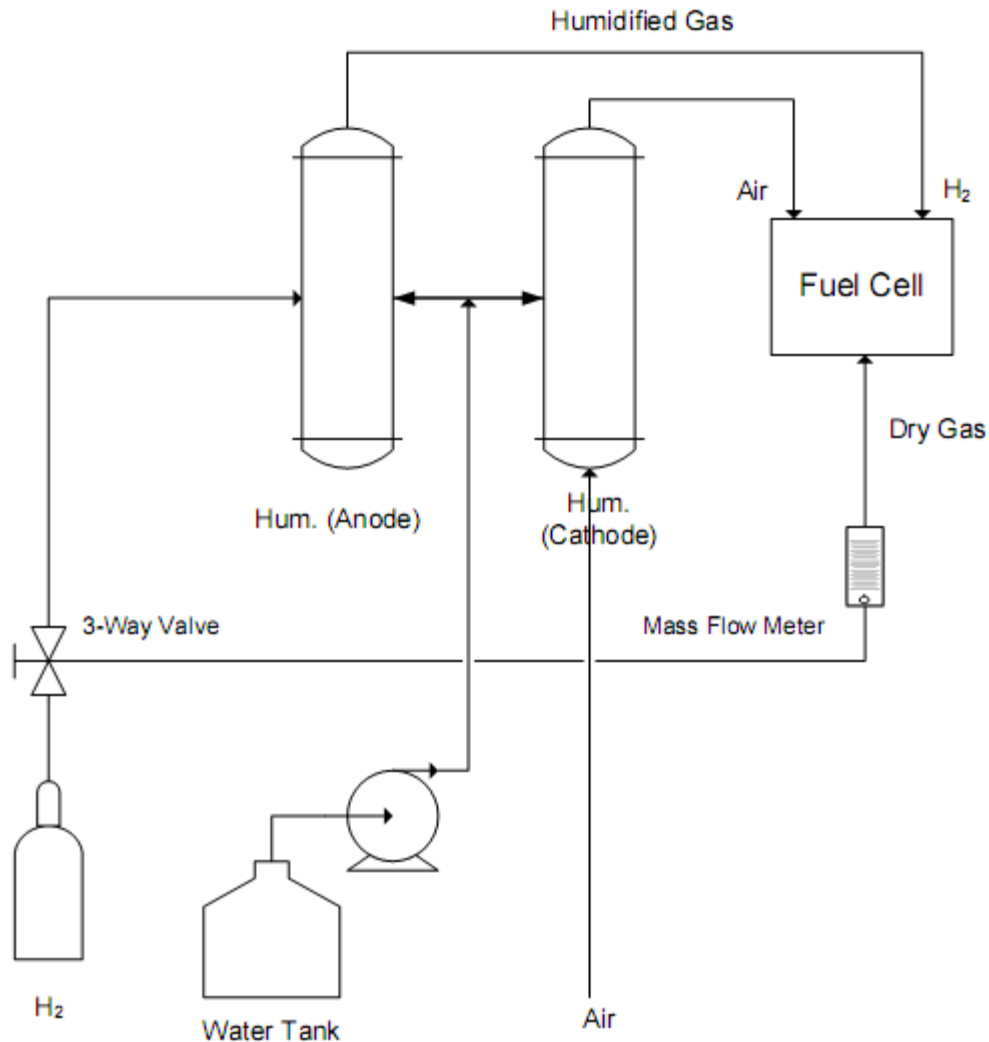 Humidified Gas
Air
H₂
Fuel Cell
Dry Gas
Hum. (Anode)
Hum.
(Cathode)
3-Way Valve
Mass Flow Meter
H₂
Water Tank
Air